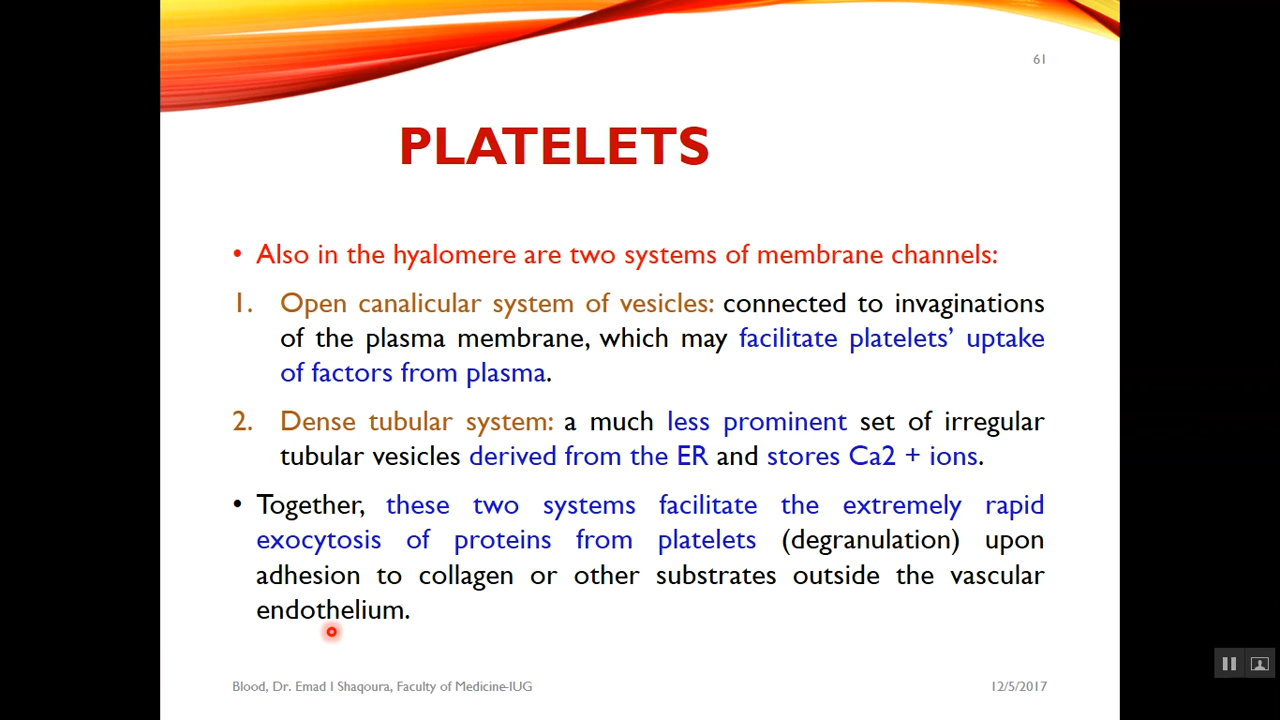 61
PLATELETS
• Also in the hyalomere are two systems of membrane channels:
1. Open canalicular system of vesicles: connected to invaginations
of the plasma membrane, which may facilitate platelets’ uptake
of factors from plasma.
2. Dense tubular system: a much less prominent set of irregular
tubular vesicles derived from the ER and stores Ca2 + ions.
• Together, these two systems facilitate the extremely rapid
exocytosis of proteins from platelets (degranulation) upon
adhesion to collagen or other substrates outside the vascular
endothelium.
Blood, Dr. Emad I Shaqoura, Faculty of Medicine-IUG
12/5/2017